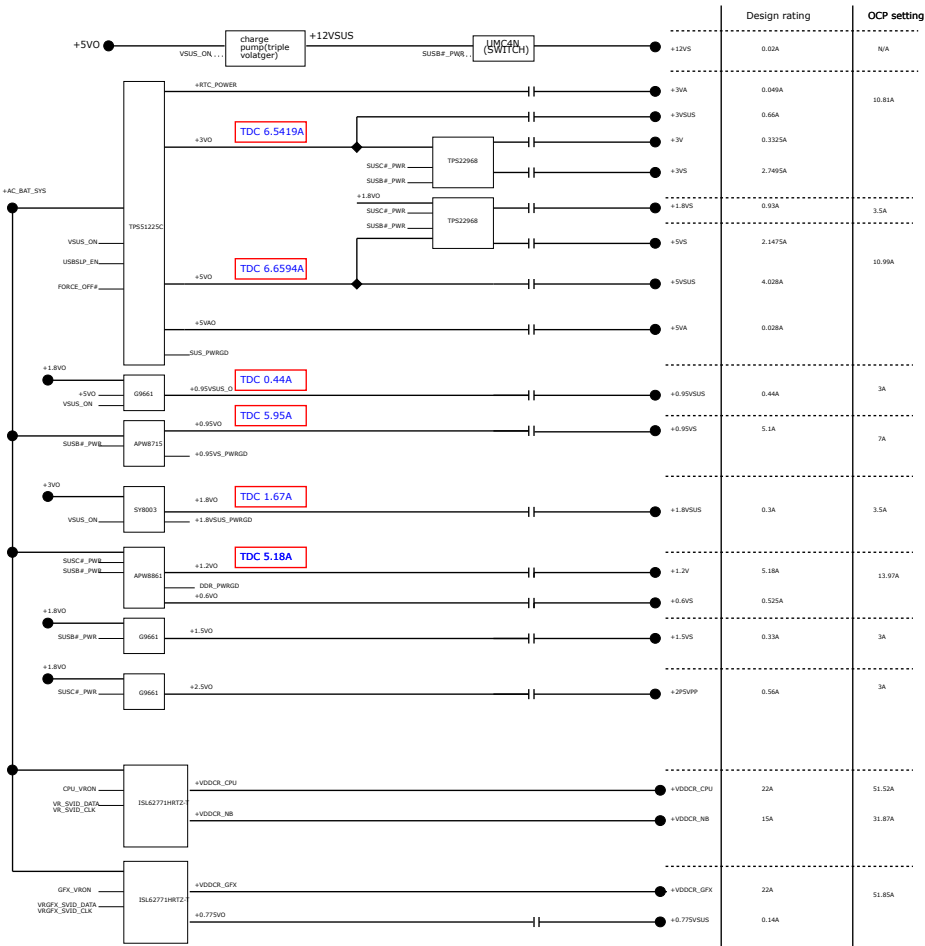 Design rating
OCP setting
+5VO
VSUS_ON
charge
pump(triple
volatger)
+12VSUS
SUSB#_PWR
UMC4N
(SWITCH)
+12VS
0.02A
N/A
+RTC_POWER
+3VA
0.049A
10.81A
+3VSUS
0.66A
TDC 6.5419A
+3VO
+3V
0.3325A
TPS22968
SUSC#_PWR
SUSB#_PWR
+3VS
2.7495A
+AC_BAT_SYS
+1.8VO
SUSC#_PWR
SUSB#_PWR
TPS22968
+1.8VS
0.93A
3.5A
TPS51225C
VSUS_ON
+5VS
2.1475A
USBSLP_EN
TDC 6.6594A
10.99A
FORCE_OFF#
+5VO
+5VSUS
4.028A
+5VAO
+5VA
0.028A
SUS_PWRGD
+1.8VO
+5VO
VSUS_ON
G9661
TDC 0.44A
+0.95VSUS_O
+0.95VSUS
0.44A
3A
TDC 5.95A
+0.95VO
+0.95VS
5.1A
7A
SUSB#_PWR
APW8715
+0.95VS_PWRGD
+3VO
TDC 1.67A
+1.8VO
SY8003
+1.8VSUS
0.3A
3.5A
VSUS_ON
+1.8VSUS_PWRGD
TDC 5.18A
SUSC#_PWR
SUSB#_PWR
APW8861
+1.2VO
+1.2V
5.18A
13.97A
DDR_PWRGD
+0.6VO
+0.6VS
0.525A
+1.8VO
SUSB#_PWR
G9661
+1.5VO
+1.5VS
0.33A
3A
+1.8VO
SUSC#_PWR
G9661
+2.5VO
+2P5VPP
0.56A
3A
CPU_VRON
VR_SVID_DATA
VR_SVID_CLK
ISL62771HRTZ-T
+VDDCR_CPU
+VDDCR_CPU
22A
51.52A
+VDDCR_NB
+VDDCR_NB
15A
31.87A
GFX_VRON
VRGFX_SVID_DATA
VRGFX_SVID_CLK
ISL62771HRTZ-T
+VDDCR_GFX
+VDDCR_GFX
22A
51.85A
+0.775VO
+0.775VSUS
0.14A